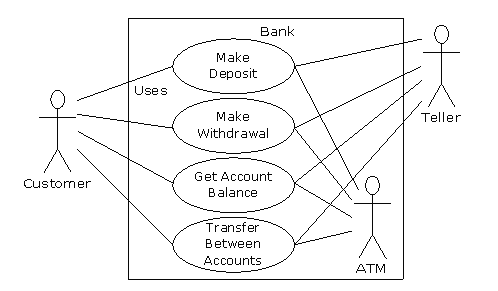 Bank
Make
Deposit
Uses
Make
Withdrawal
Teller
Customer
Get Account
Balance
Transfer
Between
Accounts
ATM